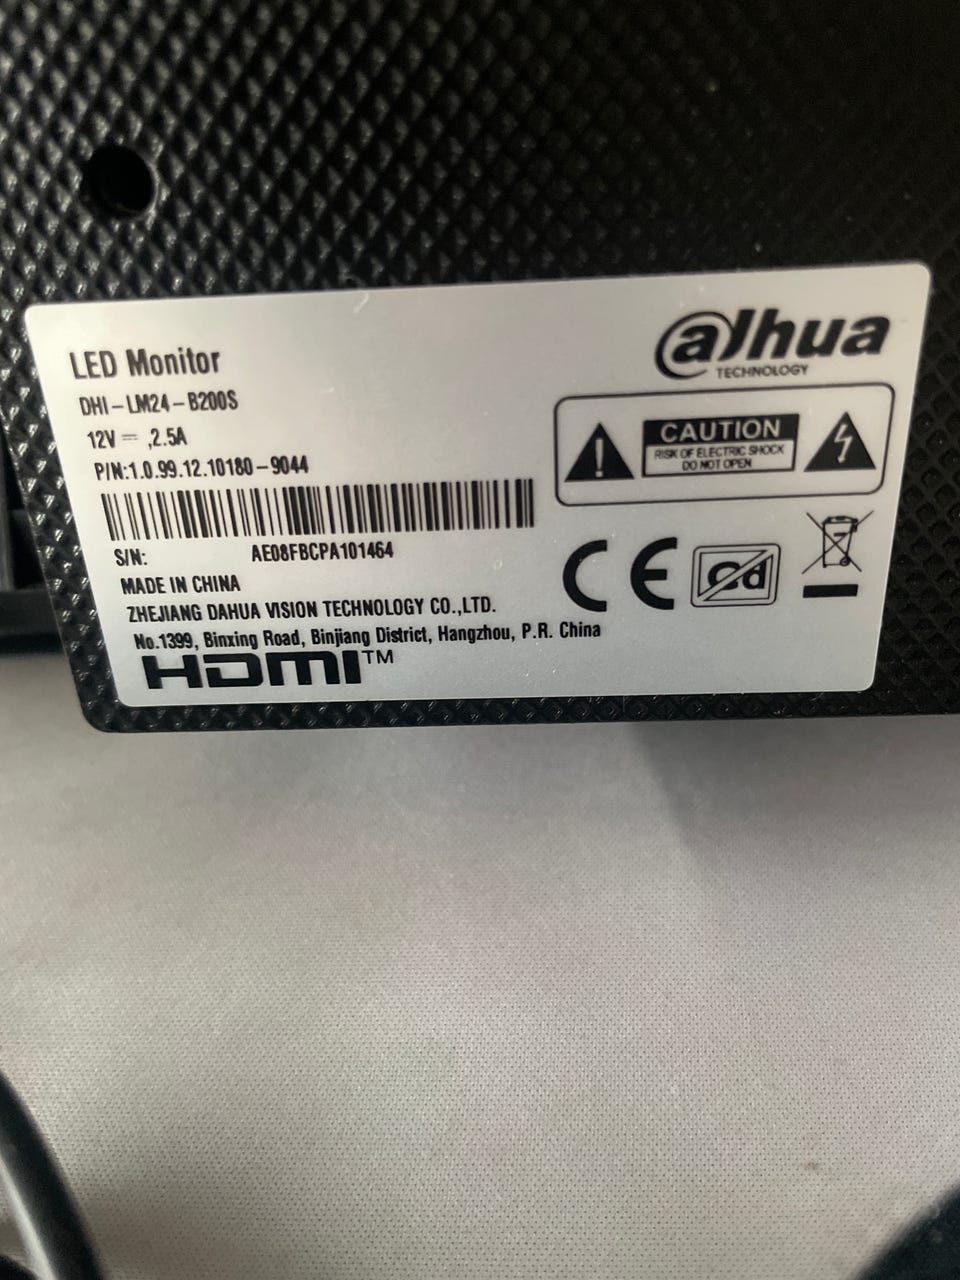 LED Monitor
DHI-LM24-B200S
12V ⎓ ,2.5A
P/N:1.0.99.12.10180-9044
S/N: AE08FBCPA101464
MADE IN CHINA
ZHEJIANG DAHUA VISION TECHNOLOGY CO.,LTD.
No.1399, Binxing Road, Binjiang District, Hangzhou, P.R. China
HDMI™
alhua
TECHNOLOGY
CAUTION
RISK OF ELECTRIC SHOCK
DO NOT OPEN
CE
Cd